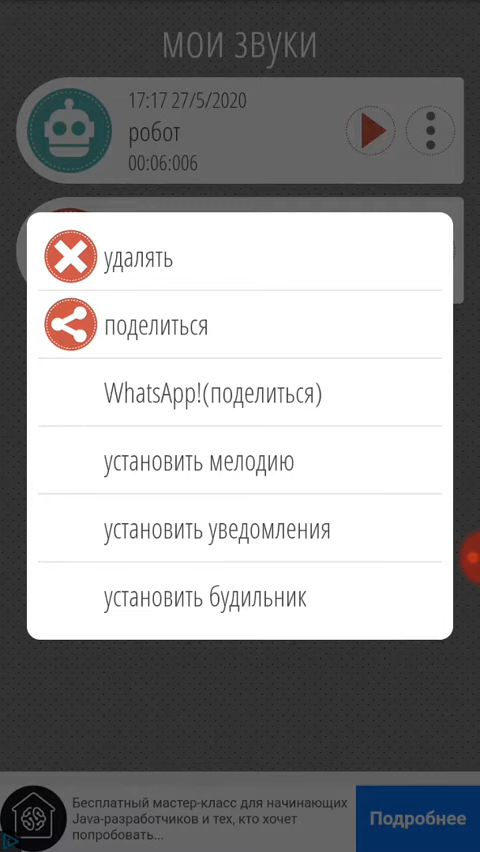 мои звуки
17:17 27/5/2020
робот
00:06:006
удалять
поделиться
WhatsApp!(поделиться)
установить мелодию
установить уведомления
установить будильник
Бесплатный мастер-класс для начинающих
Java-разработчиков и тех, кто хочет
попробовать...
Подробнее